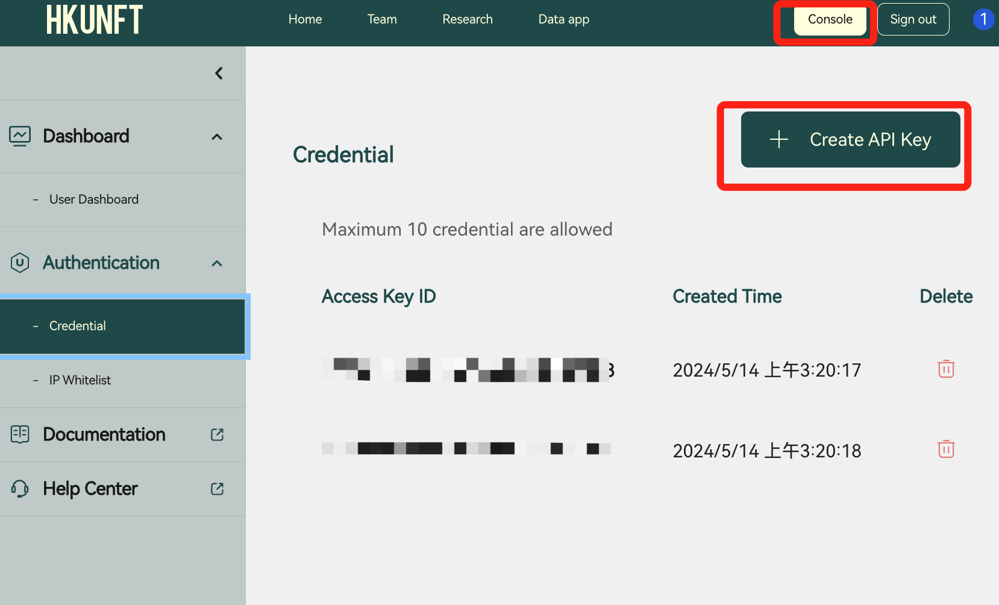 HKUNFT
Home
Team
Research
Data app
Console
Sign out
1
Dashboard
- User Dashboard
Authentication
- Credential
- IP Whitelist
Documentation
Help Center
Credential
Create API Key
Maximum 10 credential are allowed
Access Key ID
Created Time
Delete
2024/5/14 上午3:20:17
2024/5/14 上午3:20:18